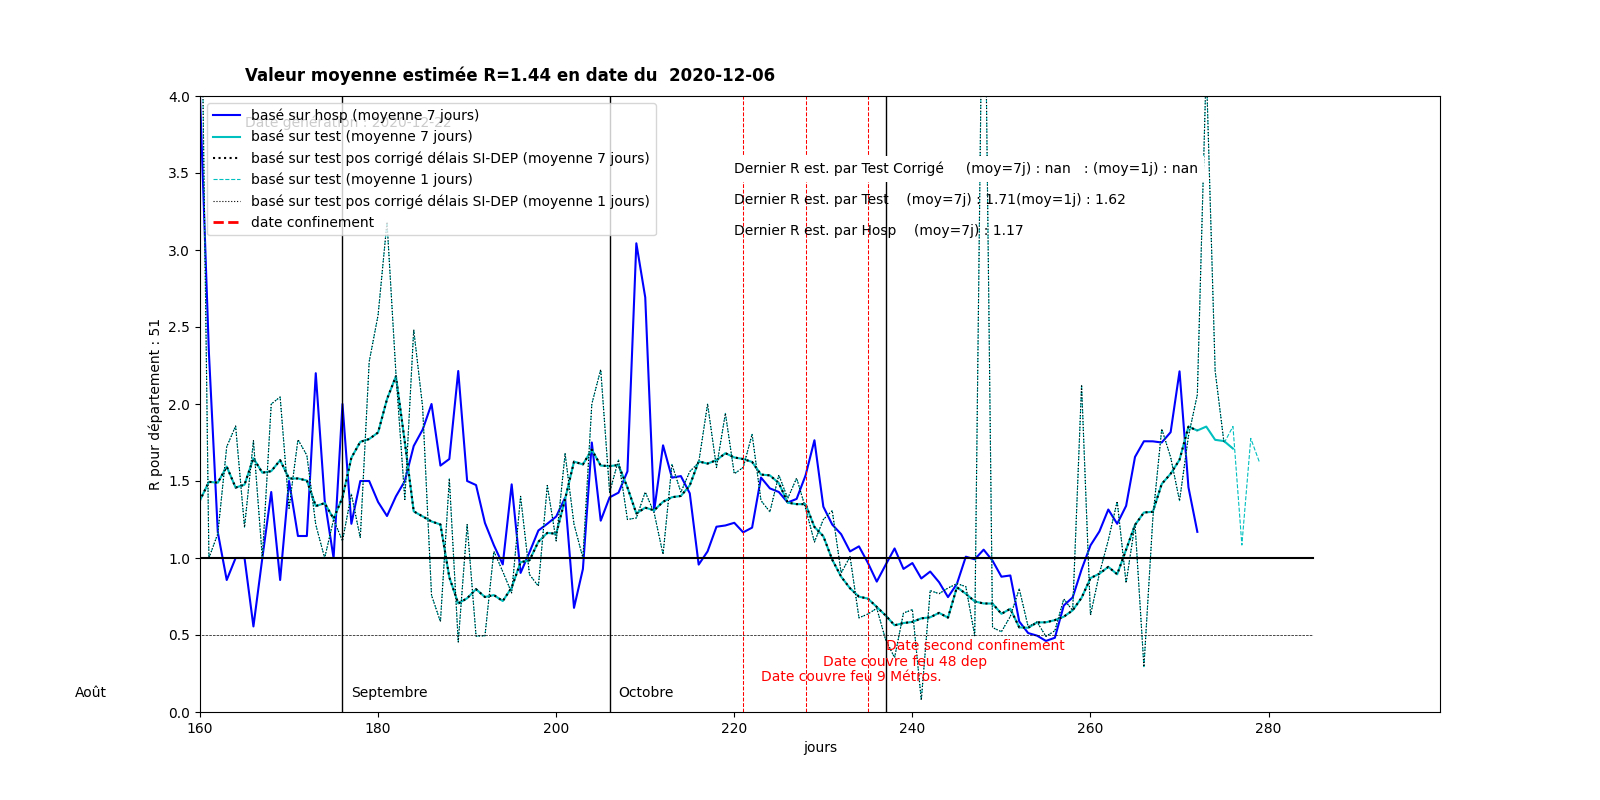 Valeur moyenne estimée R=1.44 en date du  2020-12-06
Date génération : 2020-12-22
basé sur hosp (moyenne 7 jours)
basé sur test (moyenne 7 jours)
basé sur test pos corrigé délais SI-DEP (moyenne 7 jours)
basé sur test (moyenne 1 jours)
basé sur test pos corrigé délais SI-DEP (moyenne 1 jours)
date confinement
Dernier R est. par Test Corrigé     (moy=7j) : nan   : (moy=1j) : nan
Dernier R est. par Test    (moy=7j) : 1.71(moy=1j) : 1.62
Dernier R est. par Hosp    (moy=7j) : 1.17
R pour département : 51
4.0
3.5
3.0
2.5
2.0
1.5
1.0
0.5
0.0
Date second confinement
Date couvre feu 48 dep
Date couvre feu 9 Métros.
Août
Septembre
Octobre
160
180
200
220
240
260
280
jours